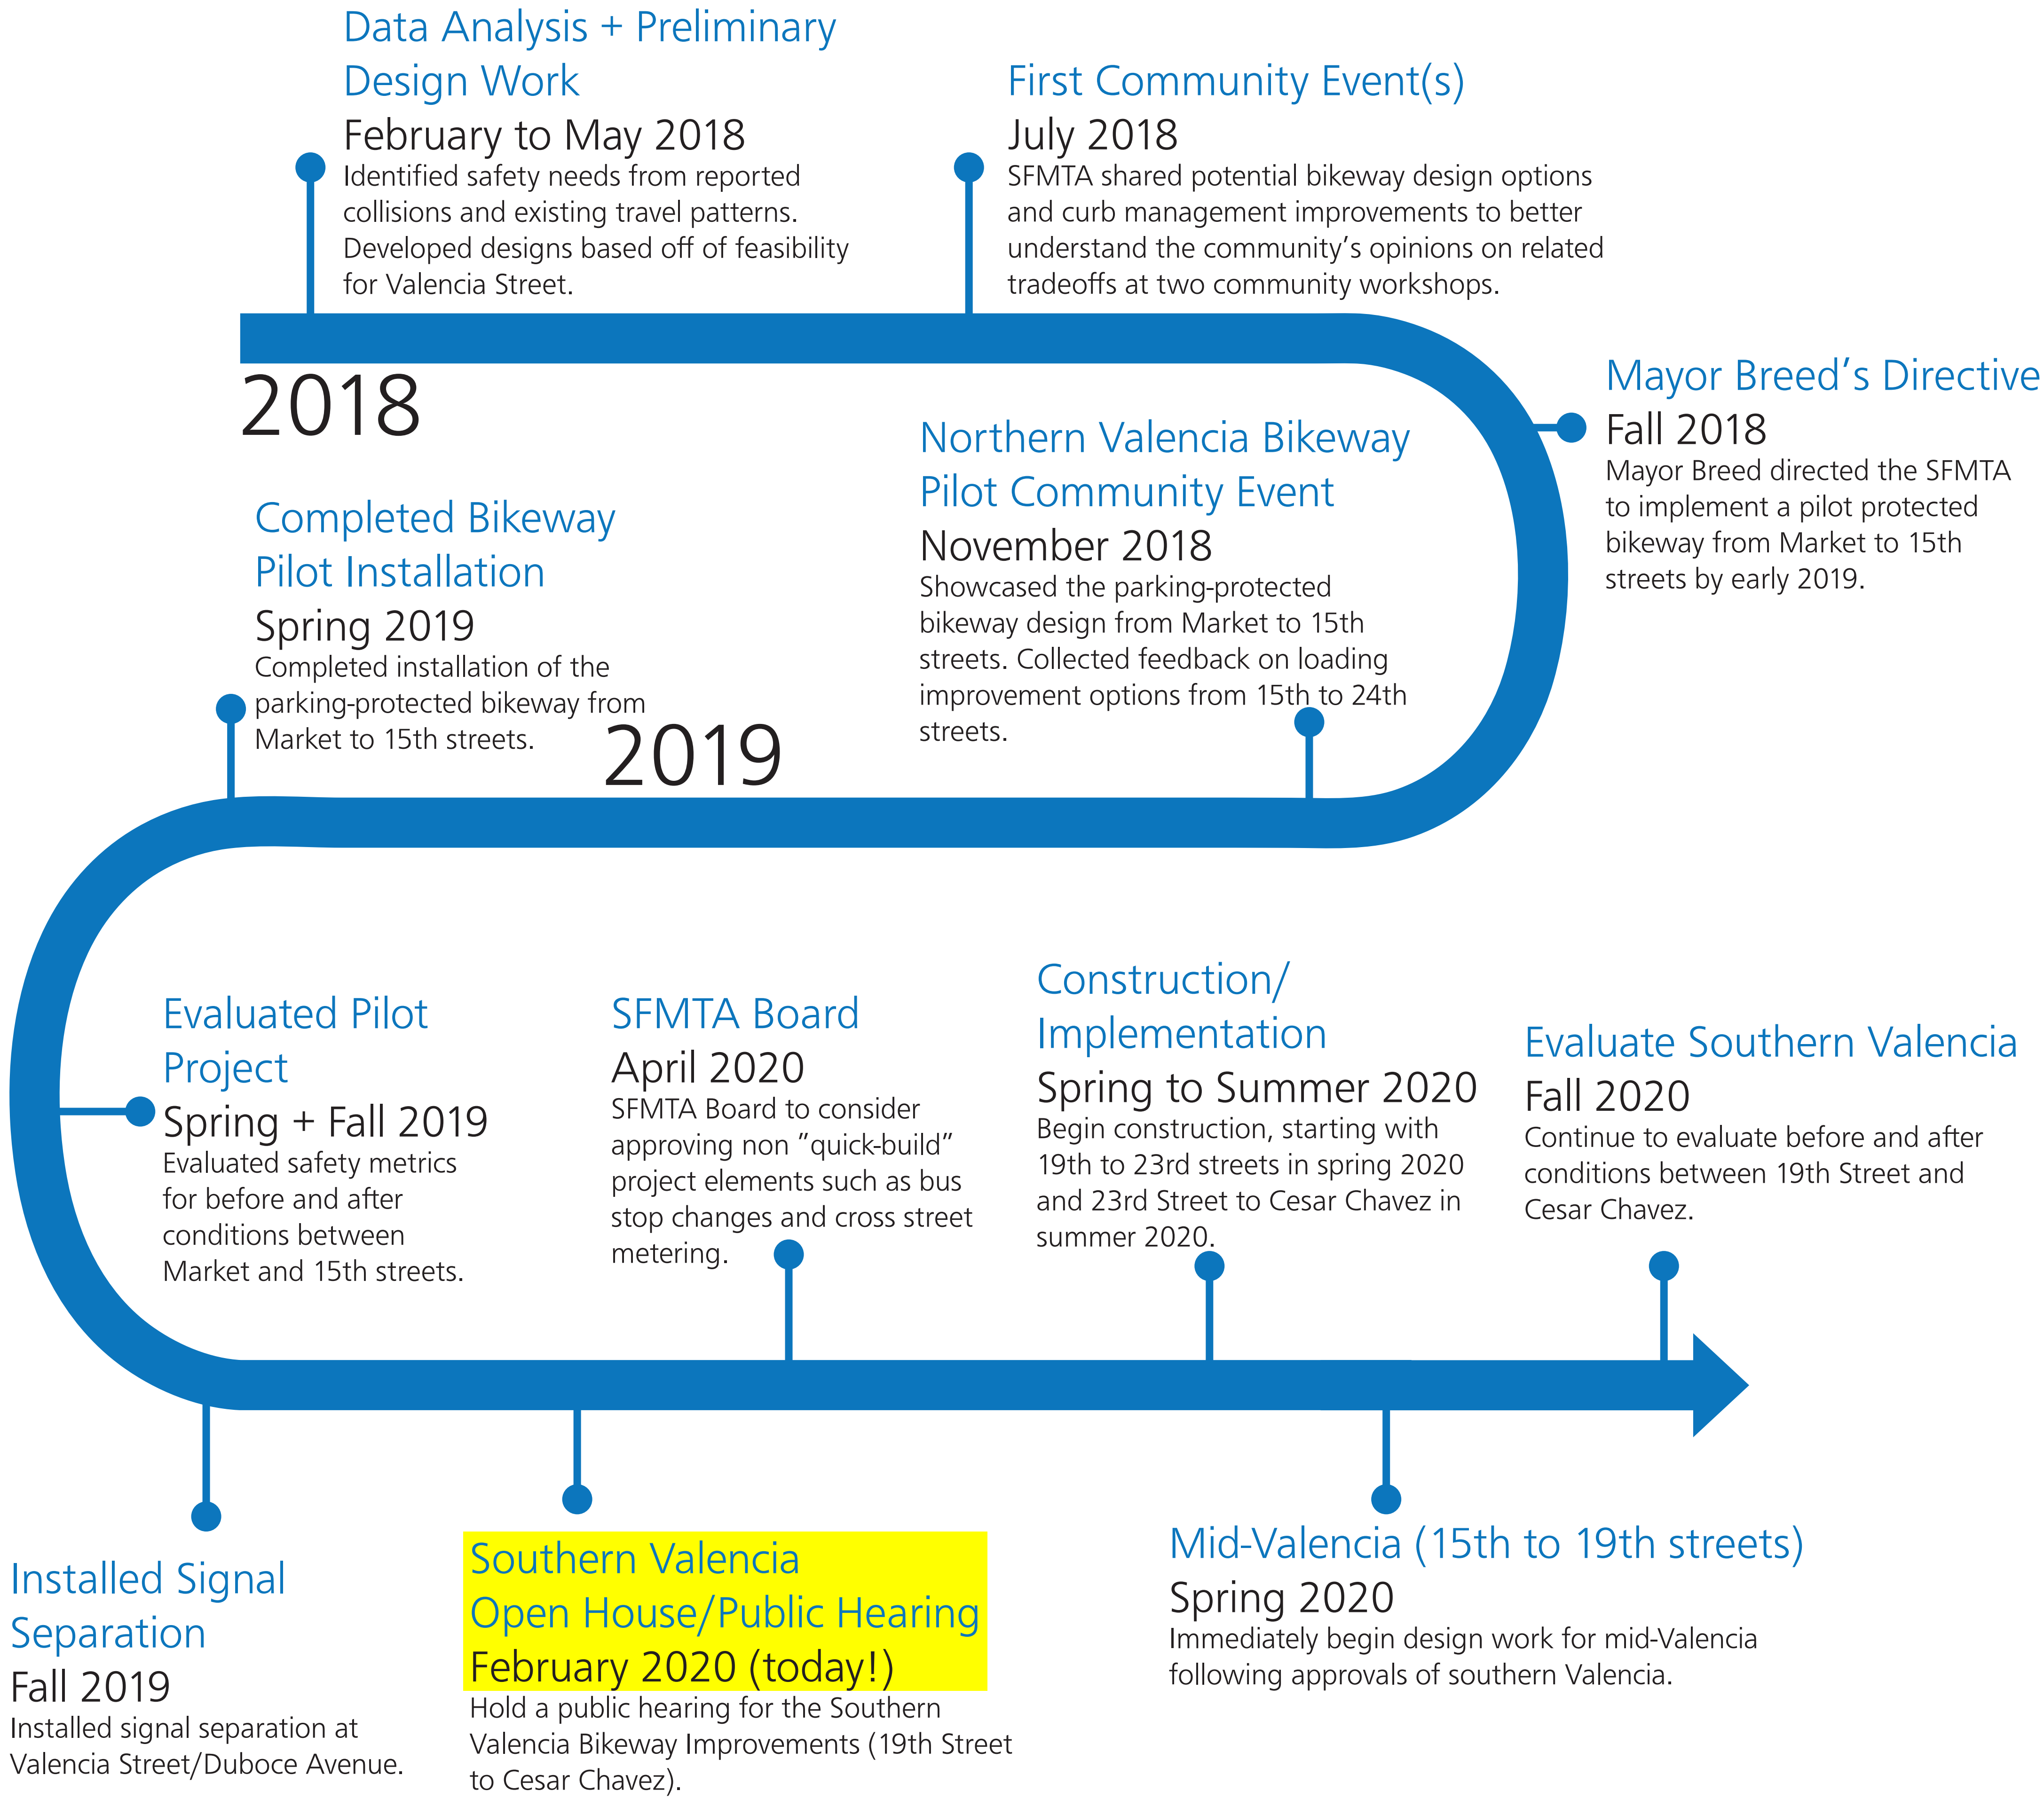 Data Analysis + Preliminary
Design Work
February to May 2018
Identified safety needs from reported
collisions and existing travel patterns.
Developed designs based off of feasibility
for Valencia Street.
First Community Event(s)
July 2018
SFMTA shared potential bikeway design options
and curb management improvements to better
understand the community's opinions on related
tradeoffs at two community workshops.
2018
Mayor Breed's Directive
Fall 2018
Mayor Breed directed the SFMTA
to implement a pilot protected
bikeway from Market to 15th
streets by early 2019.
Northern Valencia Bikeway
Pilot Community Event
November 2018
Showcased the parking-protected
bikeway design from Market to 15th
streets. Collected feedback on loading
improvement options from 15th to 24th
streets.
2019
Completed Bikeway
Pilot Installation
Spring 2019
Completed installation of the
parking-protected bikeway from
Market to 15th streets.
Evaluated Pilot
Project
Spring + Fall 2019
Evaluated safety metrics
for before and after
conditions between
Market and 15th streets.
Installed Signal
Separation
Fall 2019
Installed signal separation at
Valencia Street/Duboce Avenue.
Southern Valencia
Open House/Public Hearing
February 2020 (today!)
Hold a public hearing for the Southern
Valencia Bikeway Improvements (19th Street
to Cesar Chavez).
SFMTA Board
April 2020
SFMTA Board to consider
approving non "quick-build"
project elements such as bus
stop changes and cross street
metering.
Construction/
Implementation
Spring to Summer 2020
Begin construction, starting with
19th to 23rd streets in spring 2020
and 23rd Street to Cesar Chavez in
summer 2020.
Mid-Valencia (15th to 19th streets)
Spring 2020
Immediately begin design work for mid-Valencia
following approvals of southern Valencia.
Evaluate Southern Valencia
Fall 2020
Continue to evaluate before and after
conditions between 19th Street and
Cesar Chavez.